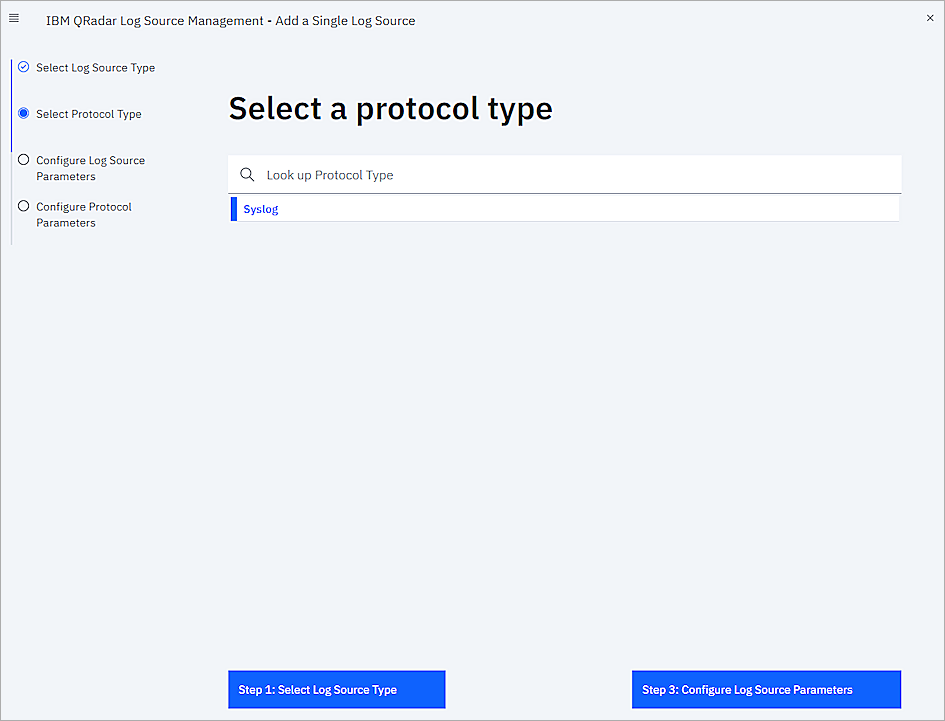 IBM QRadar Log Source Management - Add a Single Log Source
Select Log Source Type
Select Protocol Type
Configure Log Source
Parameters
Configure Protocol
Parameters
Select a protocol type
Look up Protocol Type
Syslog
Step 1: Select Log Source Type
Step 3: Configure Log Source Parameters